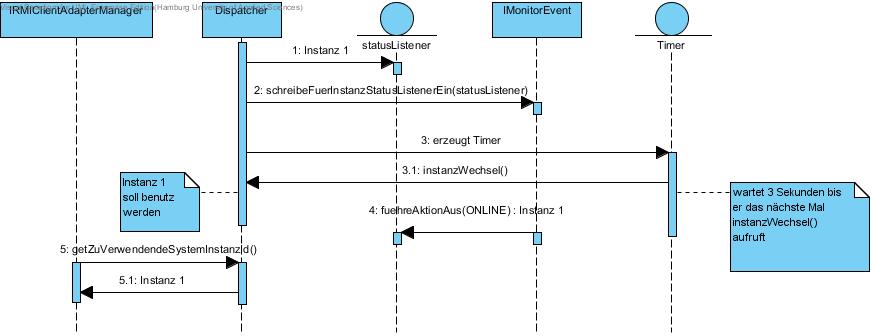 (Hamburg University of Applied Sciences)
IRMIClientAdapterManager
Dispatcher
statusListener
IMonitorEvent
Timer
1: Instanz 1
2: schreibeFuerInstanzStatusListenerEin(statusListener)
3: erzeugt Timer
3.1: instanzWechsel()
Instanz 1
soll benutz
werden
wartet 3 Sekunden bis
er das nächste Mal
instanzWechsel()
aufruft
4: fuehreAktionAus(ONLINE) : Instanz 1
5: getZuVerwendendeSystemInstanzId()
5.1: Instanz 1